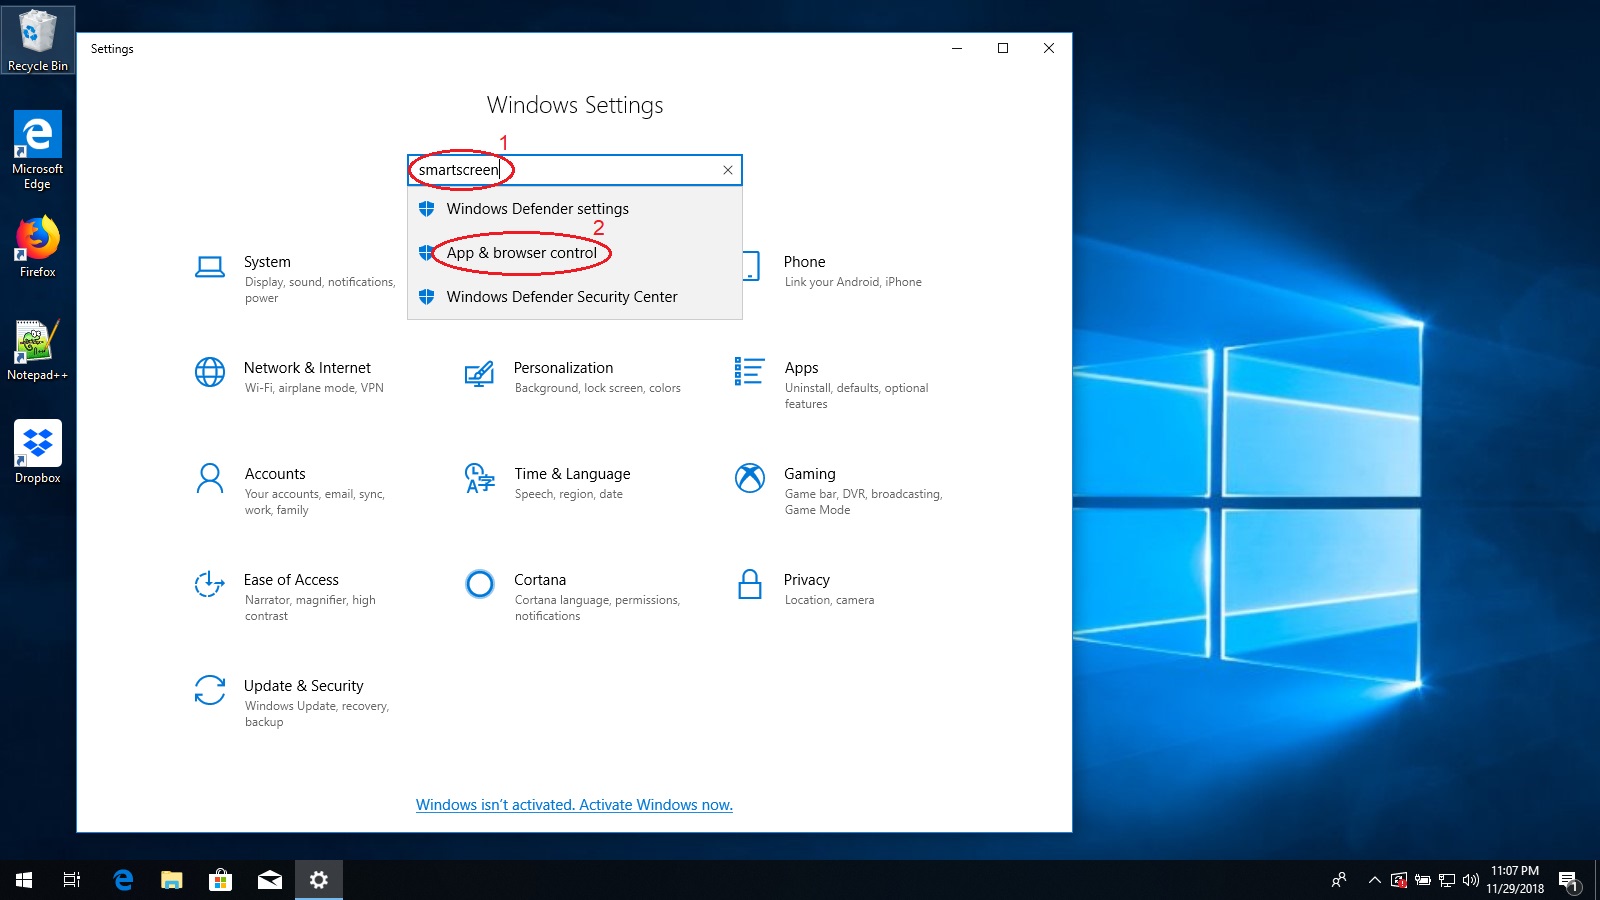 Recycle Bin
Microsoft
Edge
Firefox
Notepad++
Dropbox
Settings
Windows Settings
1
smartscreen
Windows Defender settings
2
App & browser control
Windows Defender Security Center
System
Display, sound, notifications,
power
Phone
Link your Android, iPhone
Network & Internet
Wi-Fi, airplane mode, VPN
Personalization
Background, lock screen, colors
Apps
Uninstall, defaults, optional
features
Accounts
Your accounts, email, sync,
work, family
Time & Language
Speech, region, date
Gaming
Game bar, DVR, broadcasting,
Game Mode
Ease of Access
Narrator, magnifier, high
contrast
Cortana
Cortana language, permissions,
notifications
Privacy
Location, camera
Update & Security
Windows Update, recovery,
backup
Windows isn't activated. Activate Windows now.
11:07 PM
11/29/2018
1